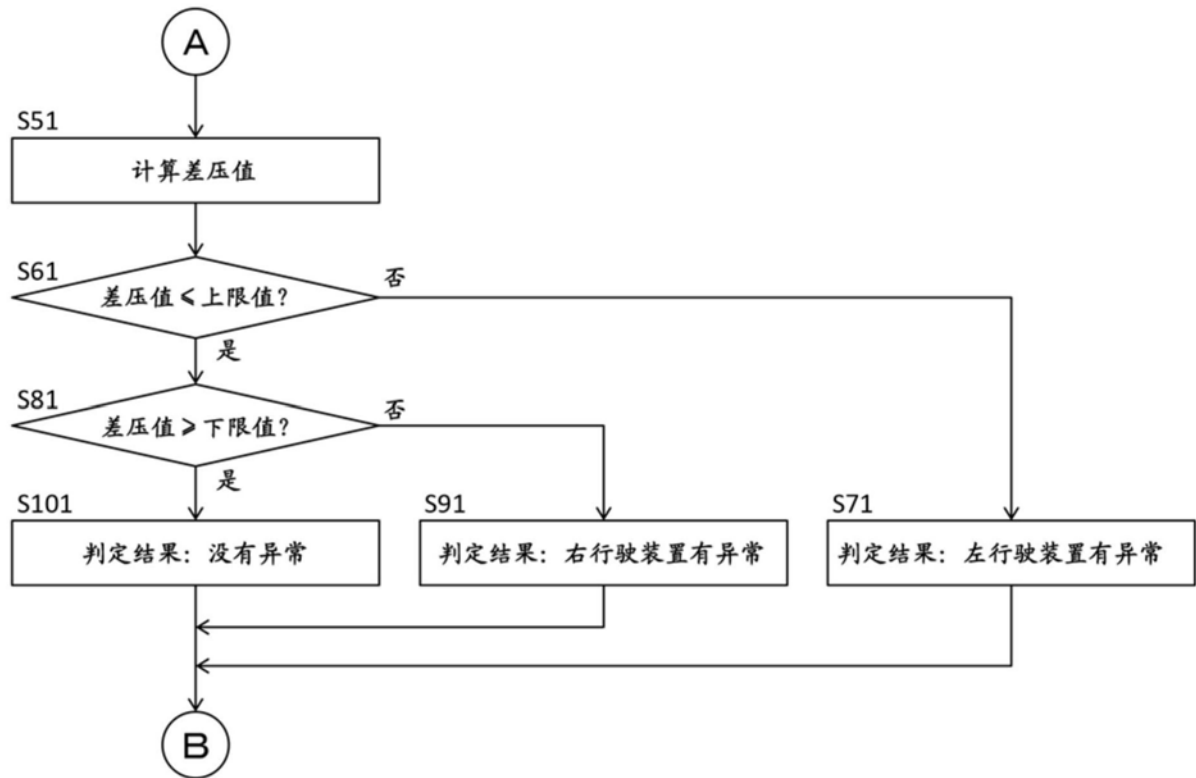 A
S51
计算差压值
S61
差压值≤上限值?
否
是
S81
差压值≥下限值?
否
是
S101
判定结果:没有异常
S91
判定结果:右行驶装置有异常
S71
判定结果:左行驶装置有异常
B